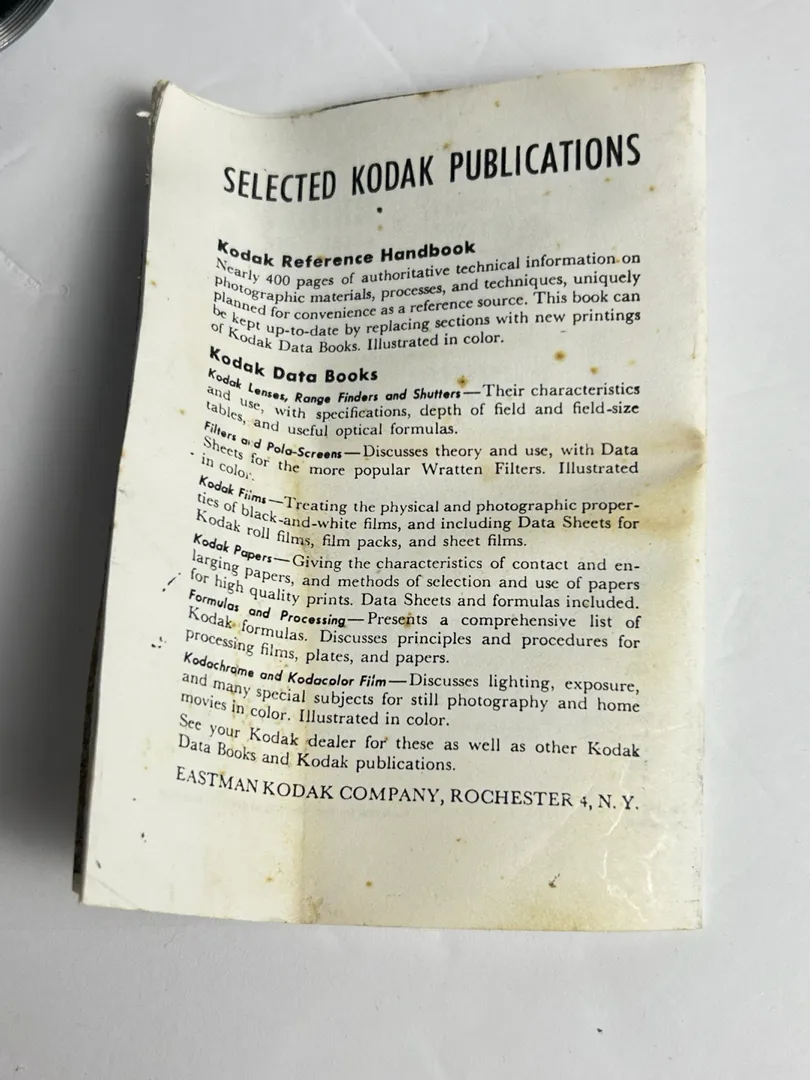 SELECTED KODAK PUBLICATIONS
Kodak Reference Handbook
Nearly 400 pages of authoritative technical information on
photographic materials, processes, and techniques, uniquely
planned for convenience as a reference source. This book can
be kept up-to-date by replacing sections with new printings
of Kodak Data Books. Illustrated in color.
Kodak Data Books
Kodak Lenses, Range Finders and Shutters—Their characteristics
and use, with specifications, depth of field and field-size
tables, and useful optical formulas.
Filters and Pola-Screens—Discusses theory and use, with Data
Sheets for the more popular Wratten Filters. Illustrated
in color.
Kodak Films—Treating the physical and photographic proper-
ties of black-and-white films, and including Data Sheets for
Kodak roll films, film packs, and sheet films.
Kodak Papers—Giving the characteristics of contact and en-
larging papers, and methods of selection and use of papers
for high quality prints. Data Sheets and formulas included.
Formulas and Processing—Presents a comprehensive list of
Kodak formulas. Discusses principles and procedures for
processing films, plates, and papers.
Kodachrome and Kodacolor Film—Discusses lighting, exposure,
and many special subjects for still photography and home
movies in color. Illustrated in color.
See your Kodak dealer for these as well as other Kodak
Data Books and Kodak publications.
EASTMAN KODAK COMPANY, ROCHESTER 4, N. Y.